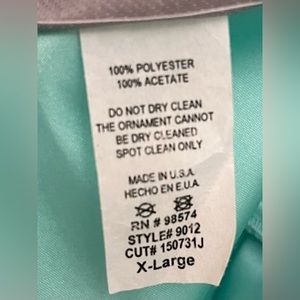 100% POLYESTER
100% ACETATE
DO NOT DRY CLEAN
THE ORNAMENT CANNOT
BE DRY CLEANED
SPOT CLEAN ONLY
MADE IN U.S.A
HECHO EN E.U.A.
RN # 98574
STYLE# 9012
CUT# 150731J
X-Large